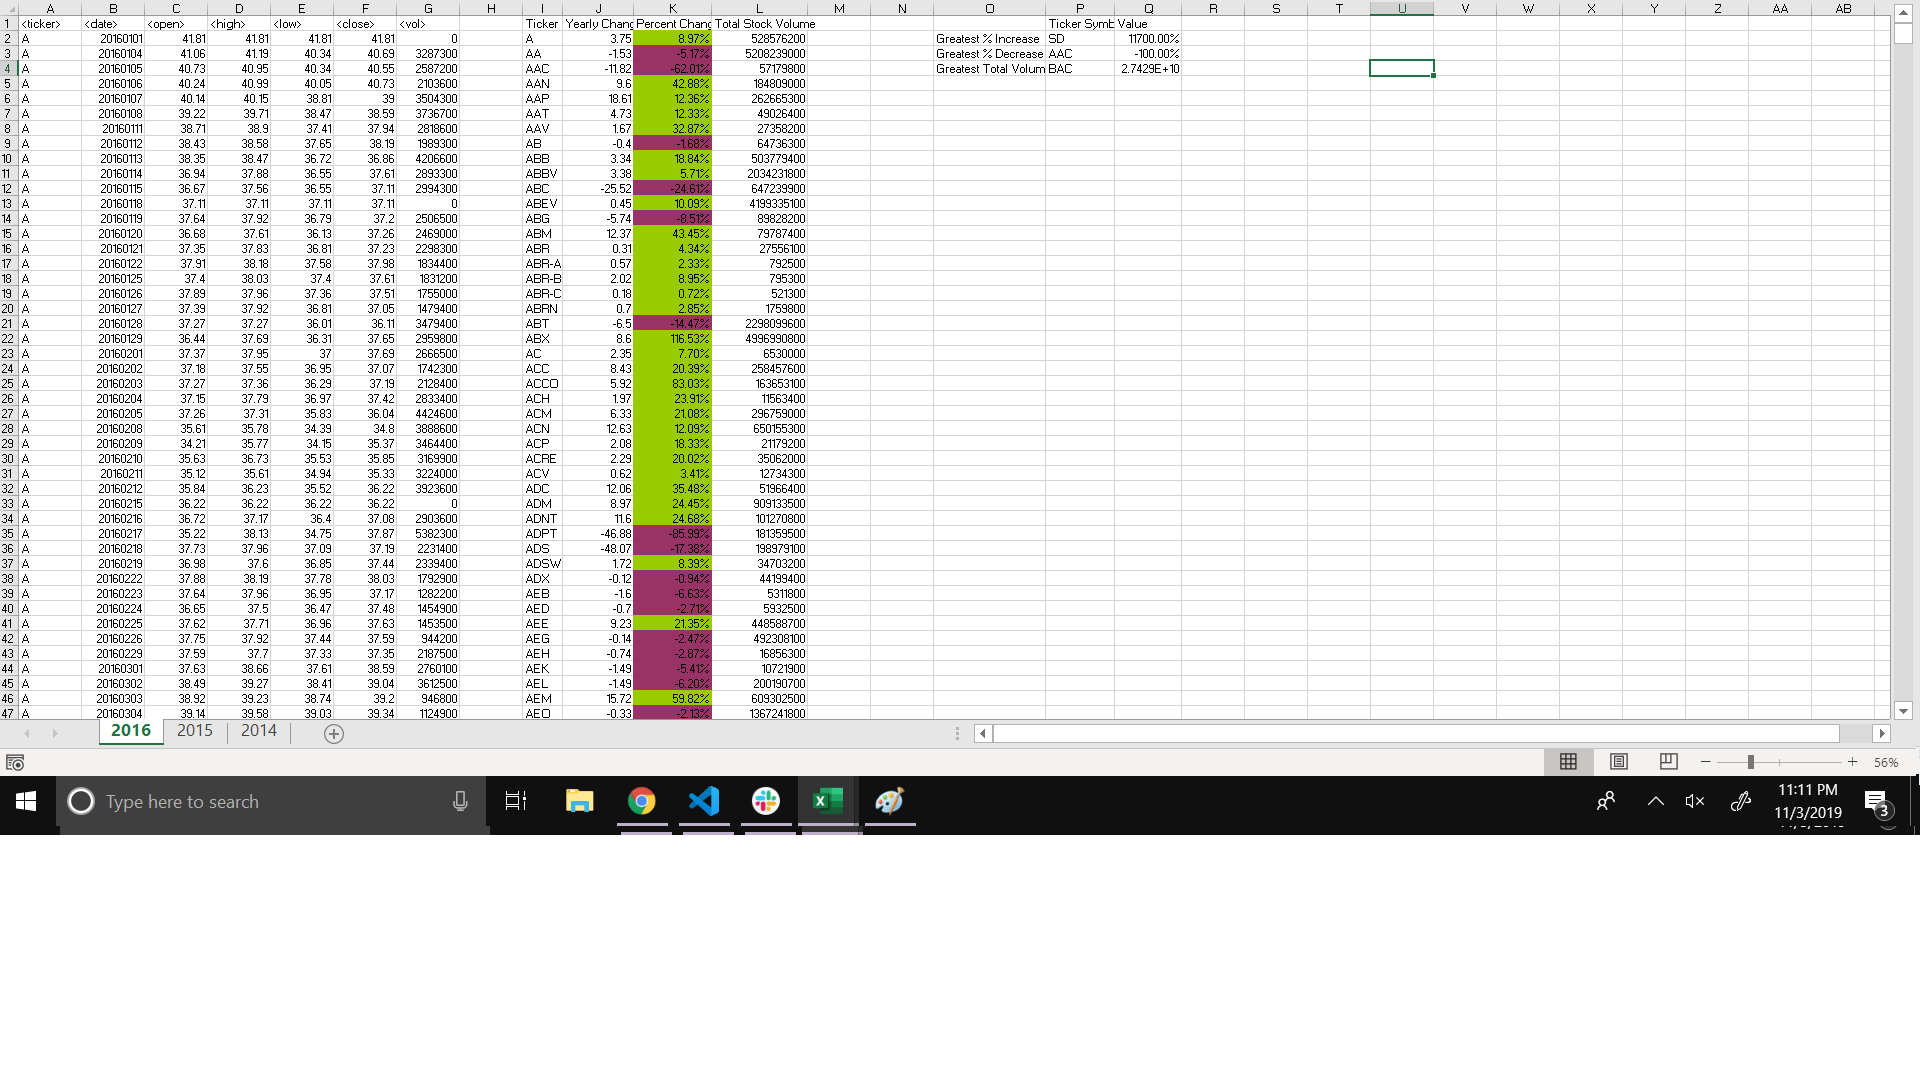 A B C D E F G H I J K L M N O P Q R S T U V W X Y Z AA AB
1 <ticker> <date> <open> <high> <low> <close> <vol> Ticker Yearly Chang Percent Chang Total Stock Volume Ticker Symb Value
2 A 20160101 41.81 41.81 41.81 41.81 0 A 3.75 8.97% 528576200 Greatest % Increase SD 11700.00%
3 A 20160104 41.06 41.19 40.34 40.69 3287300 AA -1.53 -5.17% 5208239000 Greatest % Decrease AAC -100.00%
4 A 20160105 40.73 40.95 40.34 40.55 2587200 AAC -11.82 -62.01% 57179800 Greatest Total Volum BAC 2.7429E+10
5 A 20160106 40.24 40.99 40.05 40.73 2103600 AAN 9.6 42.88% 184809000
6 A 20160107 40.14 40.15 38.81 39 3504300 AAP 18.61 12.36% 262665300
7 A 20160108 39.22 39.71 38.47 38.59 3736700 AAT 4.73 12.33% 49026400
8 A 20160111 38.71 38.9 37.41 37.94 2818600 AAV 1.67 32.87% 27358200
9 A 20160112 38.43 38.58 37.65 38.19 1989300 AB -0.4 -1.68% 64736300
10 A 20160113 38.35 38.47 36.72 36.86 4206600 ABB 3.34 18.84% 503779400
11 A 20160114 36.94 37.88 36.55 37.61 2893300 ABBV 3.38 5.71% 2034231800
12 A 20160115 36.67 37.56 36.55 37.11 2994300 ABC -25.52 -24.61% 647239900
13 A 20160118 37.11 37.11 37.11 37.11 0 ABEV 0.45 10.09% 4199335100
14 A 20160119 37.64 37.92 36.79 37.2 2506500 ABG -5.74 -8.51% 89828200
15 A 20160120 36.68 37.61 36.13 37.26 2469000 ABM 12.37 43.45% 79787400
16 A 20160121 37.35 37.83 36.81 37.23 2298300 ABR 0.31 4.34% 27556100
17 A 20160122 37.91 38.18 37.58 37.98 1834400 ABR-A 0.57 2.33% 792500
18 A 20160125 37.4 38.03 37.4 37.61 1831200 ABR-B 2.02 8.95% 795300
19 A 20160126 37.89 37.96 37.36 37.51 1755000 ABR-C 0.18 0.72% 521300
20 A 20160127 37.39 37.92 36.81 37.05 1479400 ABRN 0.7 2.85% 1759800
21 A 20160128 37.27 37.27 36.01 36.11 3479400 ABT -6.5 -14.47% 2298099600
22 A 20160129 36.44 37.69 36.31 37.65 2959800 ABX 8.6 116.53% 4996990800
23 A 20160201 37.37 37.95 37 37.69 2666500 AC 2.35 7.70% 6530000
24 A 20160202 37.18 37.55 36.95 37.07 1742300 ACC 8.43 20.39% 258457600
25 A 20160203 37.27 37.36 36.29 37.19 2128400 ACCO 5.92 83.03% 163653100
26 A 20160204 37.15 37.79 36.97 37.42 2833400 ACH 1.97 23.91% 11563400
27 A 20160205 37.26 37.31 35.83 36.04 4424600 ACM 6.33 21.08% 296759000
28 A 20160208 35.61 35.78 34.39 34.8 3888600 ACN 12.63 12.09% 650155300
29 A 20160209 34.21 35.77 34.15 35.37 3464400 ACP 2.08 18.33% 21179200
30 A 20160210 35.63 36.73 35.53 35.85 3169900 ACRE 2.29 20.02% 35062000
31 A 20160211 35.12 35.61 34.94 35.33 3224000 ACV 0.62 3.41% 12734300
32 A 20160212 35.84 36.23 35.52 36.22 3923600 ADC 12.06 35.48% 51966400
33 A 20160215 36.22 36.22 36.22 36.22 0 ADM 8.97 24.45% 909133500
34 A 20160216 36.72 37.17 36.4 37.08 2903600 ADNT 11.6 24.68% 101270800
35 A 20160217 35.22 38.13 34.75 37.87 5382300 ADPT -46.88 -85.99% 181359500
36 A 20160218 37.73 37.96 37.09 37.19 2231400 ADS -48.07 -17.38% 198979100
37 A 20160219 36.98 37.6 36.85 37.44 2339400 ADSW 1.72 8.39% 34703200
38 A 20160222 37.88 38.19 37.78 38.03 1792900 ADX -0.12 -0.94% 44199400
39 A 20160223 37.64 37.96 36.95 37.17 1282200 AEB -1.6 -6.63% 5311800
40 A 20160224 36.65 37.5 36.47 37.48 1454900 AED -0.7 -2.71% 5932500
41 A 20160225 37.62 37.71 36.96 37.63 1453500 AEE 9.23 21.35% 448588700
42 A 20160226 37.75 37.92 37.44 37.59 944200 AEG -0.14 -2.47% 492308100
43 A 20160229 37.59 37.7 37.33 37.35 2187500 AEH -0.74 -2.87% 16856300
44 A 20160301 37.63 38.66 37.61 38.59 2760100 AEK -1.49 -5.41% 10721900
45 A 20160302 38.49 39.27 38.41 39.04 3612500 AEL -1.49 -6.20% 200190700
46 A 20160303 38.92 39.23 38.74 39.2 946800 AEM 15.72 59.82% 609302500
47 A 20160304 39.14 39.58 39.03 39.34 1124900 AEO -0.33 -2.13% 1367241800
2016 2015 2014
56%
Type here to search
11:11 PM
11/3/2019
3